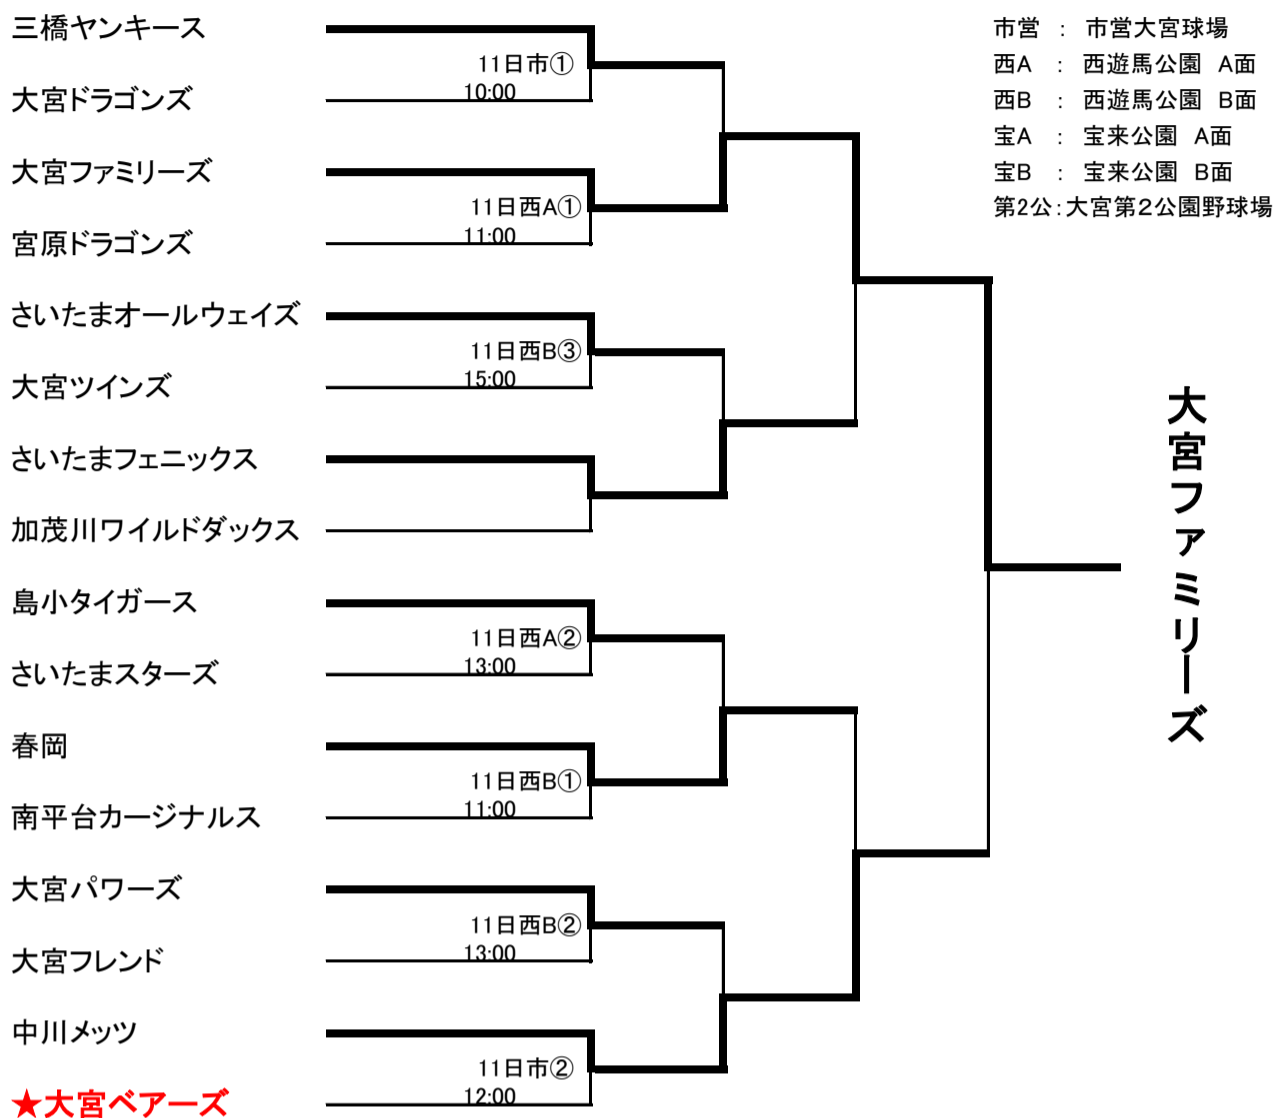 三橋ヤンキース
11日市①
10:00
大宮ドラゴンズ
大宮ファミリーズ
11日西A①
11:00
宮原ドラゴンズ
さいたまオールウェイズ
11日西B③
15:00
大宮ツインズ
さいたまフェニックス
加茂川ワイルドダックス
島小タイガース
11日西A②
13:00
さいたまスターズ
春岡
11日西B①
11:00
南平台カージナルス
大宮パワーズ
11日西B②
13:00
大宮フレンド
中川メッツ
11日市②
12:00
★大宮ベアーズ
市営 : 市営大宮球場
西A : 西遊馬公園 A面
西B : 西遊馬公園 B面
宝A : 宝来公園 A面
宝B : 宝来公園 B面
第2公:大宮第2公園野球場
大宮ファミリーズ